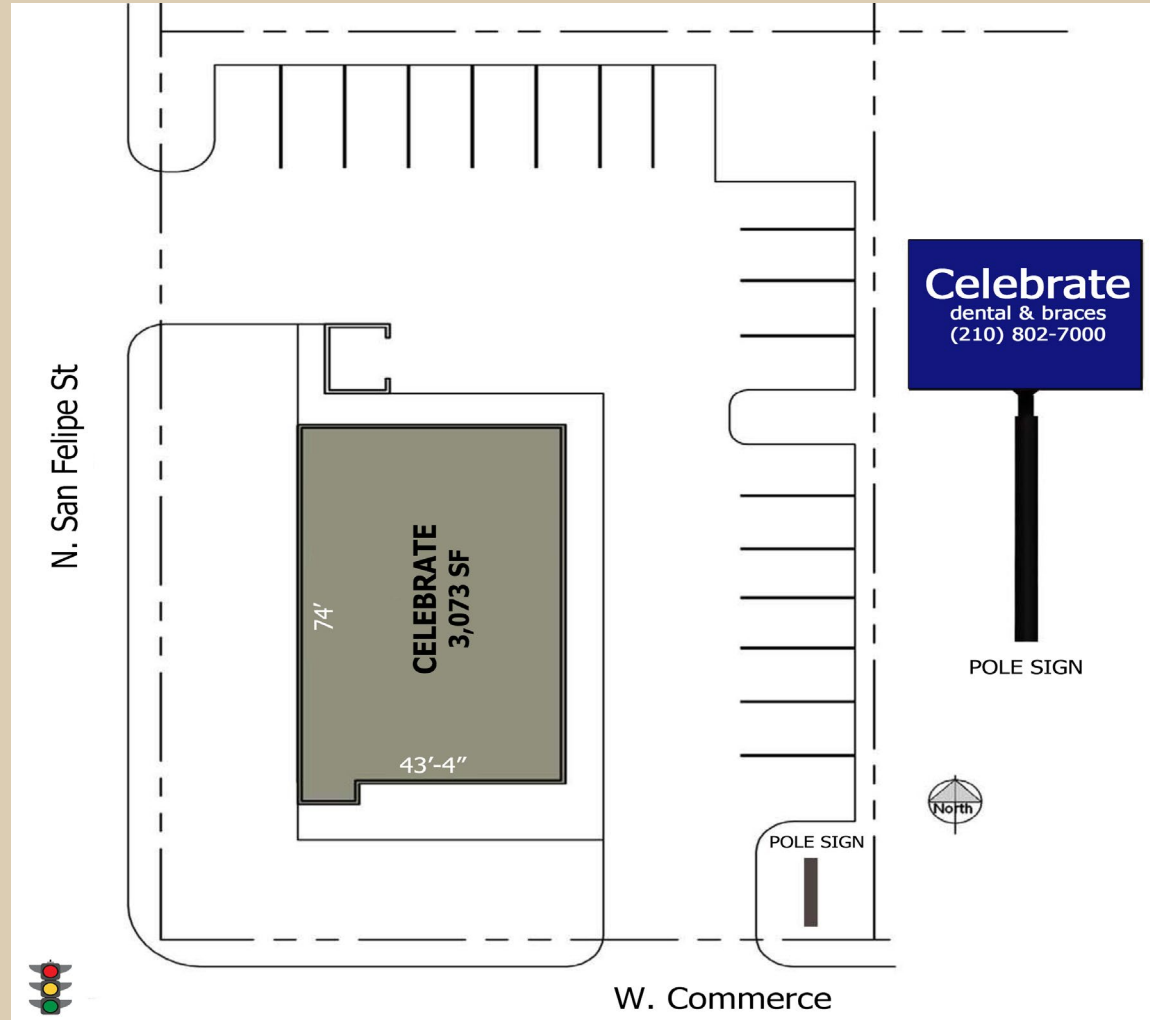 Celebrate
dental & braces
(210) 802-7000
POLE SIGN
N. San Felipe St
CELEBRATE
3,073 SF
74'
43'-4"
North
POLE SIGN
W. Commerce